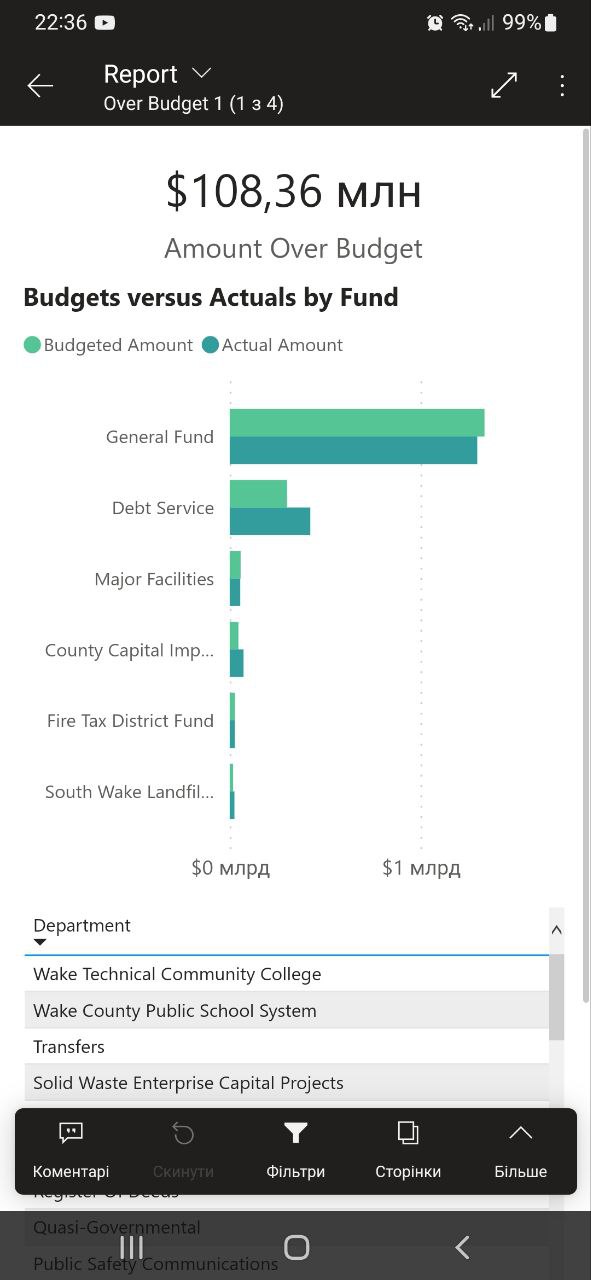 22:36 99%
Report
Over Budget 1 (1 з 4)
$108,36 млн
Amount Over Budget
Budgets versus Actuals by Fund
Budgeted Amount Actual Amount
General Fund
Debt Service
Major Facilities
County Capital Imp...
Fire Tax District Fund
South Wake Landfil...
$0 млрд $1 млрд
Department
Wake Technical Community College
Wake County Public School System
Transfers
Solid Waste Enterprise Capital Projects
Коментарі Скинути Фільтри Сторінки Більше
Register Of Deeds
Quasi-Governmental
Public Safety Communications